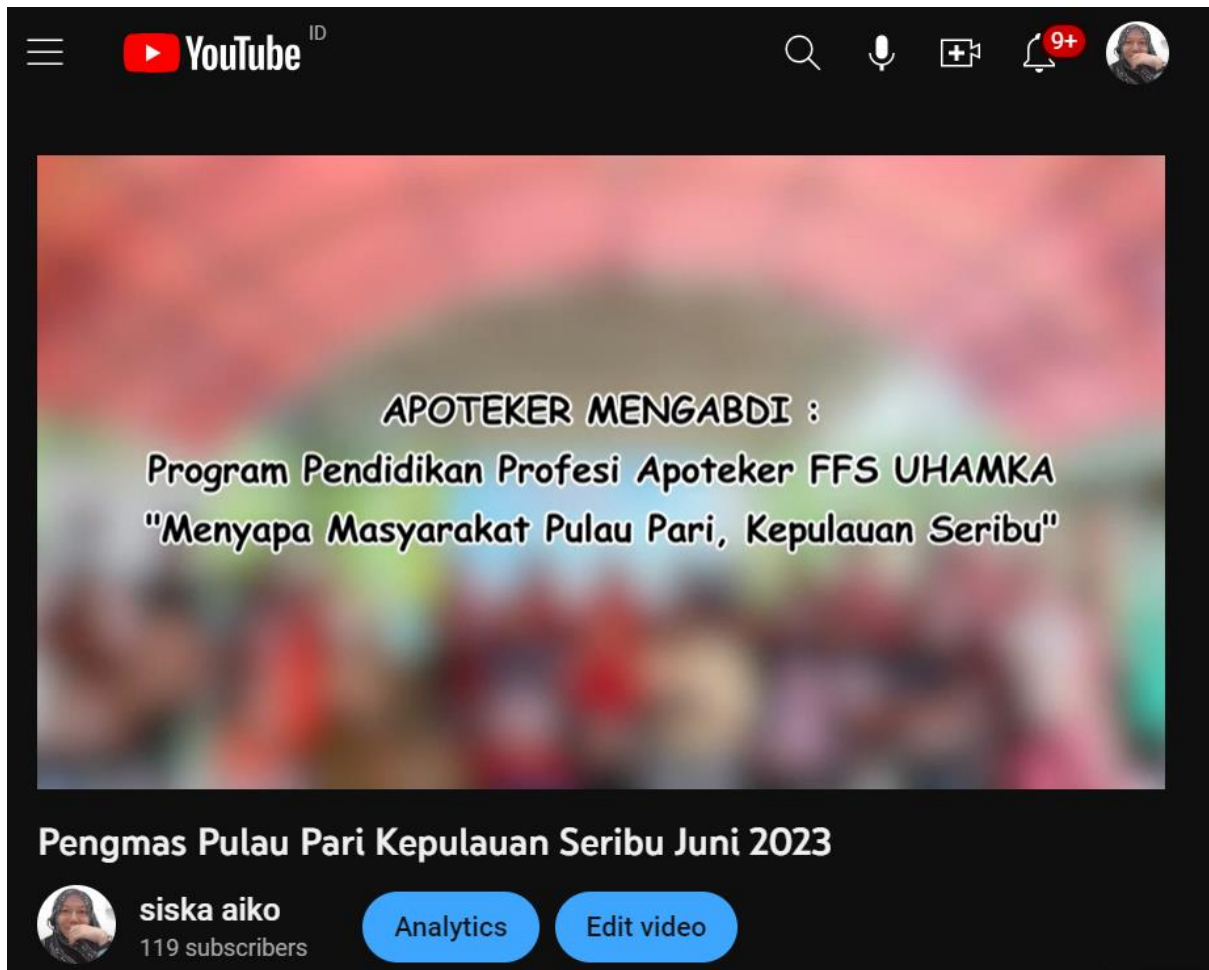 YouTube ID
9+
APOTEKER MENGABDI :
Program Pendidikan Profesi Apoteker FFS UHAMKA
"Menyapa Masyarakat Pulau Pari, Kepulauan Seribu"
Pengmas Pulau Pari Kepulauan Seribu Juni 2023
siska aiko
119 subscribers
Analytics
Edit video